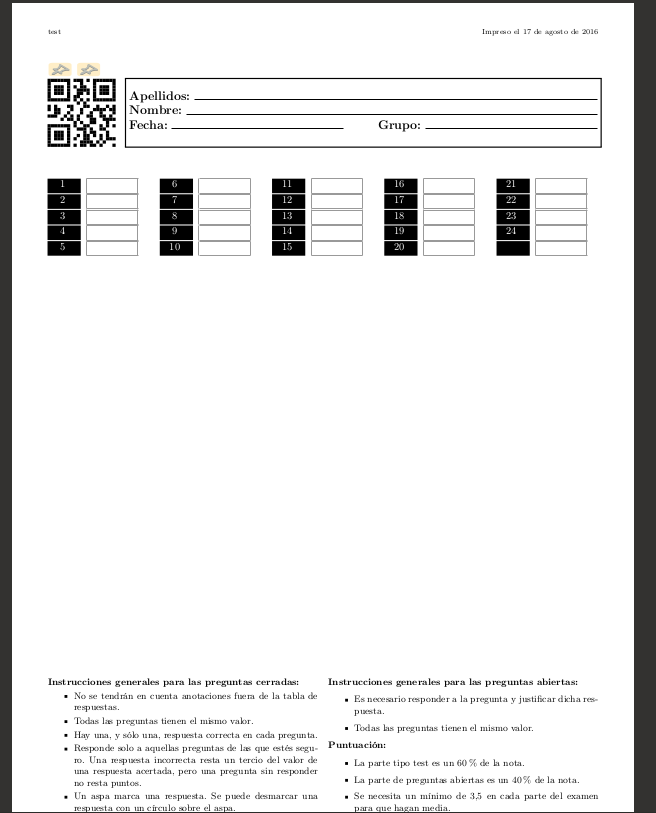 test Impreso el 17 de agosto de 2016
Apellidos:
Nombre:
Fecha: Grupo:
1 6 11 16 21
2 7 12 17 22
3 8 13 18 23
4 9 14 19 24
5 10 15 20
Instrucciones generales para las preguntas cerradas:
▪ No se tendrán en cuenta anotaciones fuera de la tabla de
respuestas.
▪ Todas las preguntas tienen el mismo valor.
▪ Hay una, y sólo una, respuesta correcta en cada pregunta.
▪ Responde solo a aquellas preguntas de las que estés segu-
ro. Una respuesta incorrecta resta un tercio del valor de
una respuesta acertada, pero una pregunta sin responder
no resta puntos.
▪ Un aspa marca una respuesta. Se puede desmarcar una
respuesta con un círculo sobre el aspa.
Instrucciones generales para las preguntas abiertas:
▪ Es necesario responder a la pregunta y justificar dicha res-
puesta.
▪ Todas las preguntas tienen el mismo valor.
Puntuación:
▪ La parte tipo test es un 60 % de la nota.
▪ La parte de preguntas abiertas es un 40 % de la nota.
▪ Se necesita un mínimo de 3,5 en cada parte del examen
para que hagan media.